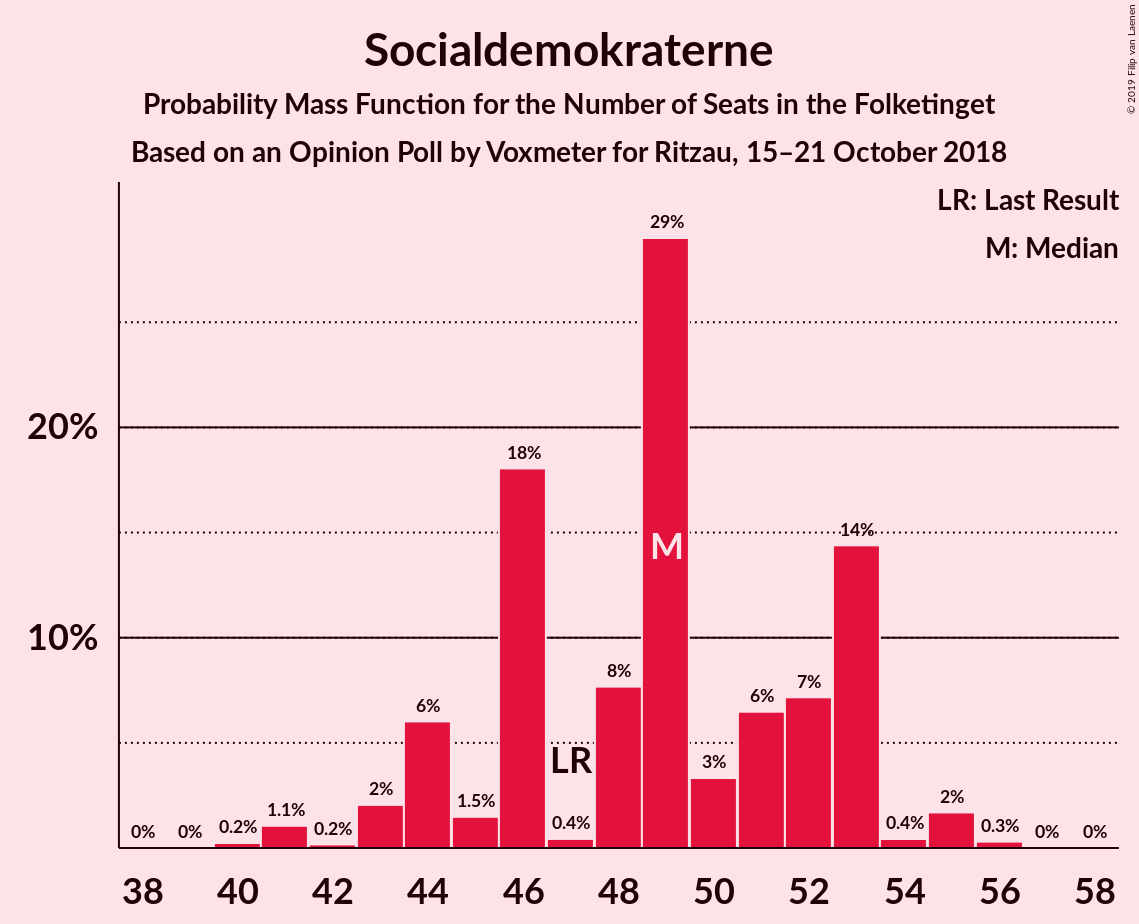 Socialdemokraterne
Probability Mass Function for the Number of Seats in the Folketinget
Based on an Opinion Poll by Voxmeter for Ritzau, 15–21 October 2018
© 2019 Filip van Laenen
LR: Last Result
M: Median
20%
10%
0%
0%
0.2%
1.1%
0.2%
2%
6%
1.5%
18%
0.4%
LR
8%
29%
M
3%
6%
7%
14%
0.4%
2%
0.3%
0%
0%
38 40 42 44 46 48 50 52 54 56 58